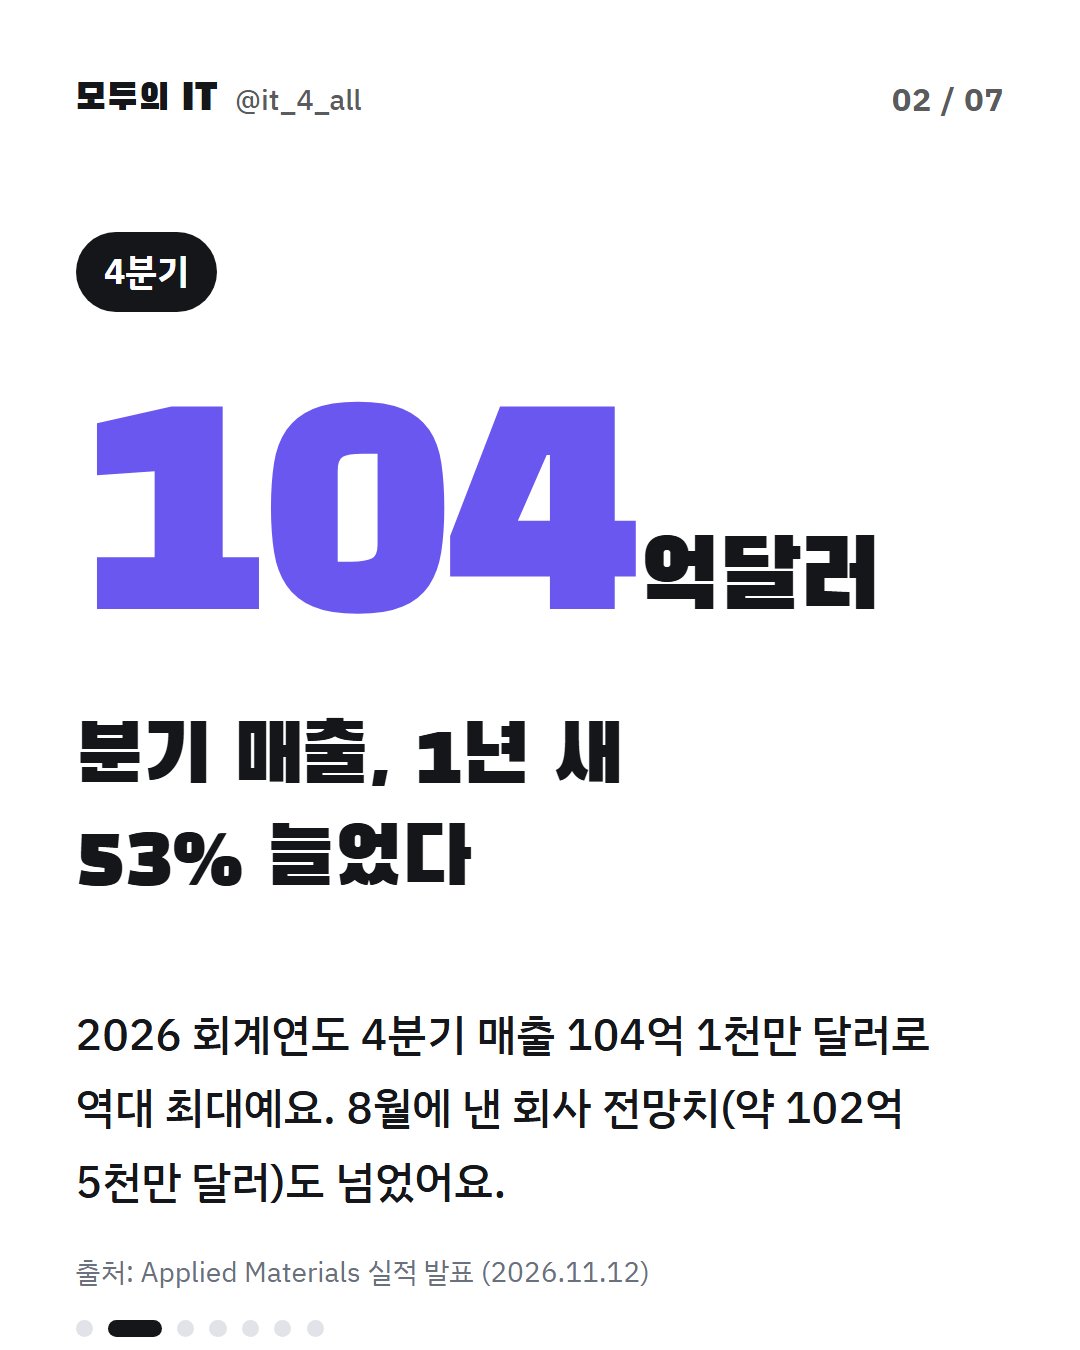 모두의 IT @it_4_all 02 / 07
4분기
104억달러
분기 매출, 1년 새
53% 늘었다
2026 회계연도 4분기 매출 104억 1천만 달러로
역대 최대예요. 8월에 낸 회사 전망치(약 102억
5천만 달러)도 넘었어요.
출처: Applied Materials 실적 발표 (2026.11.12)